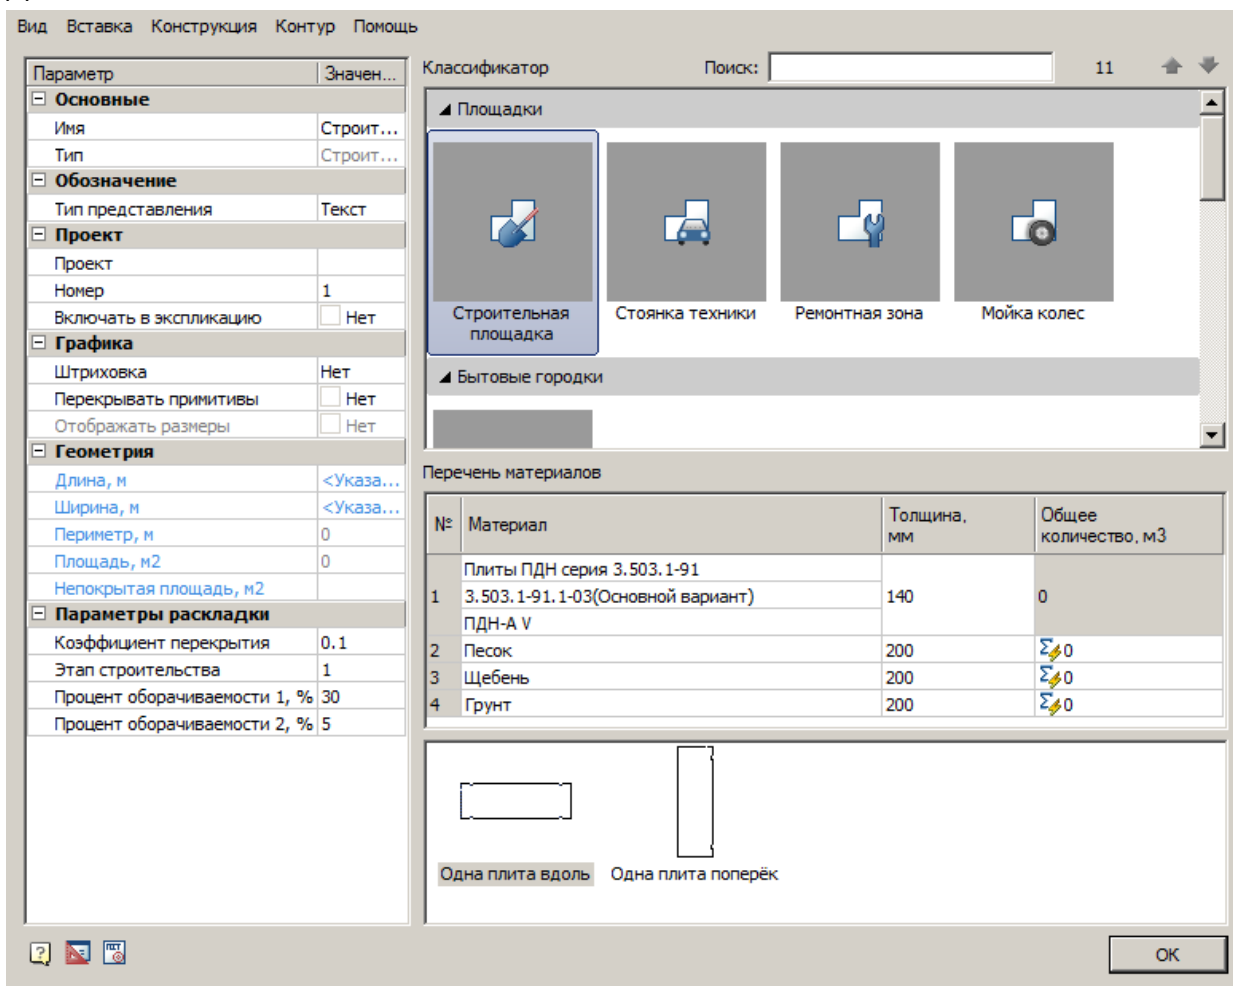 Вид Вставка Конструкция Контур Помощь
Параметр Значен...
Основные
Имя Строит...
Тип Строит...
Обозначение
Тип представления Текст
Проект
Проект
Номер 1
Включать в экспликацию Нет
Графика
Штриховка Нет
Перекрывать примитивы Нет
Отображать размеры Нет
Геометрия
Длина, м <Указа...
Ширина, м <Указа...
Периметр, м 0
Площадь, м2 0
Непокрытая площадь, м2
Параметры раскладки
Коэффициент перекрытия 0.1
Этап строительства 1
Процент оборачиваемости 1, % 30
Процент оборачиваемости 2, % 5
Классификатор Поиск: 11
Площадки
Строительная
площадка
Стоянка техники
Ремонтная зона
Мойка колес
Бытовые городки
Перечень материалов
№ Материал Толщина, мм Общее количество, м3
Плиты ПДН серия 3.503.1-91
1 3.503.1-91.1-03(Основной вариант) 140 0
ПДН-А V
2 Песок 200 Σ 0
3 Щебень 200 Σ 0
4 Грунт 200 Σ 0
Одна плита вдоль Одна плита поперёк
ОК